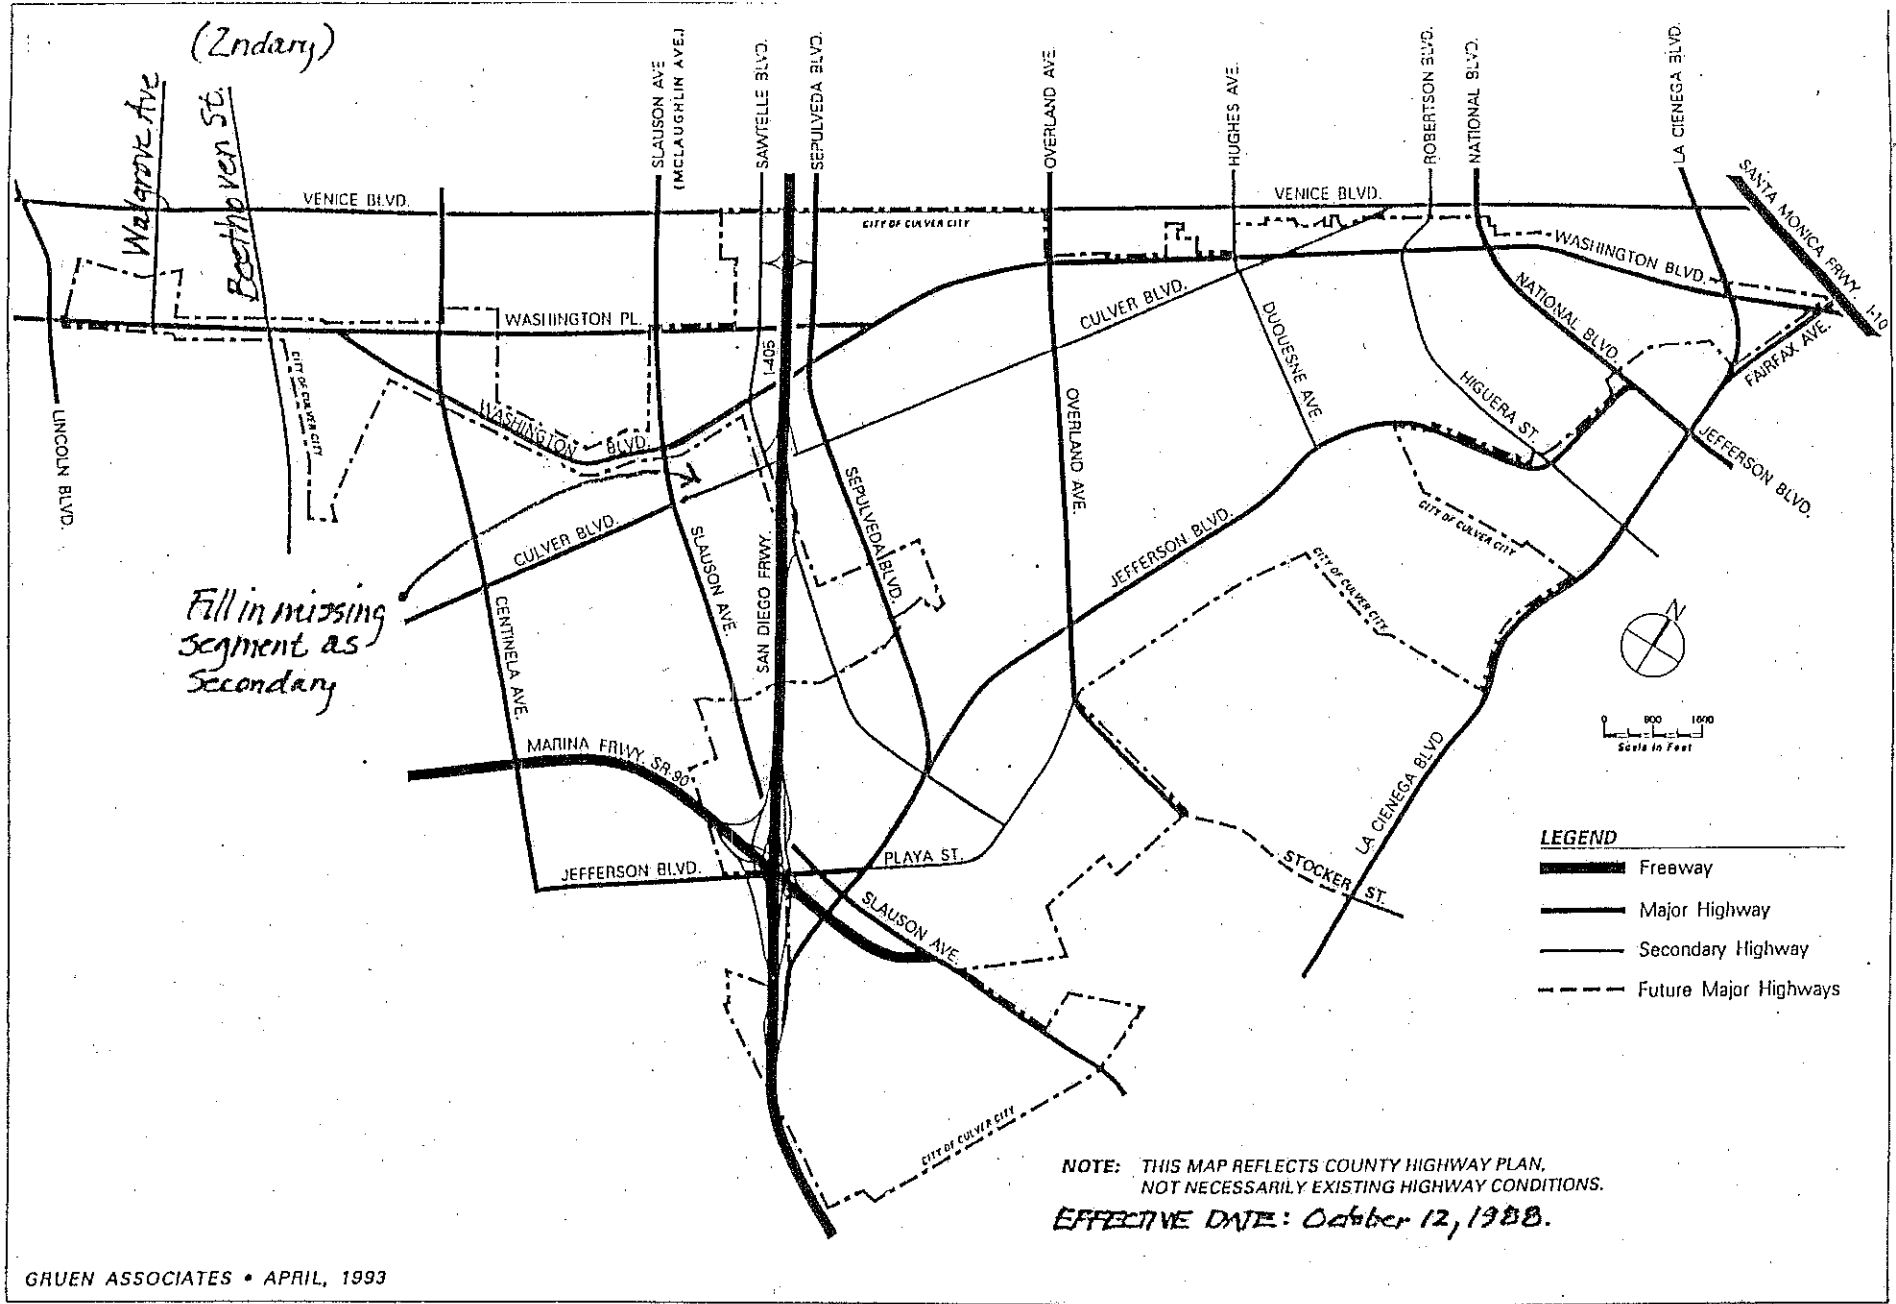 (2ndary)
Walgrove Ave
Beethoven St.
SLAUSON AVE
(MCLAUGHLIN AVE.)
SAWTELLE BLVD.
SEPULVEDA BLVD.
OVERLAND AVE.
HUGHES AVE.
ROBERTSON BLVD.
NATIONAL BLVD.
LA CIENEGA BLVD.
SANTA MONICA FRWY. I-10
VENICE BLVD.
CITY OF CULVER CITY
VENICE BLVD.
WASHINGTON BLVD.
WASHINGTON PL.
CULVER BLVD.
NATIONAL BLVD.
I-405
DUQUESNE AVE.
FAIRFAX AVE.
CITY OF CULVER CITY
LINCOLN BLVD.
WASHINGTON BLVD.
OVERLAND AVE.
HIGUERA ST.
JEFFERSON BLVD.
SEPULVEDA BLVD.
CULVER BLVD.
SLAUSON AVE.
SAN DIEGO FRWY.
JEFFERSON BLVD.
CITY OF CULVER CITY
CITY OF CULVER CITY
Fill in missing
segment as
Secondary
CENTINELA AVE.
N
0 800 1600
Scale in Feet
MARINA FRWY. SR-90
LA CIENEGA BLVD
JEFFERSON BLVD.
PLAYA ST.
STOCKER ST.
SLAUSON AVE.
LEGEND
Freeway
Major Highway
Secondary Highway
Future Major Highways
CITY OF CULVER CITY
NOTE: THIS MAP REFLECTS COUNTY HIGHWAY PLAN,
NOT NECESSARILY EXISTING HIGHWAY CONDITIONS.
EFFECTIVE DATE: October 12, 1988.
GRUEN ASSOCIATES • APRIL, 1993